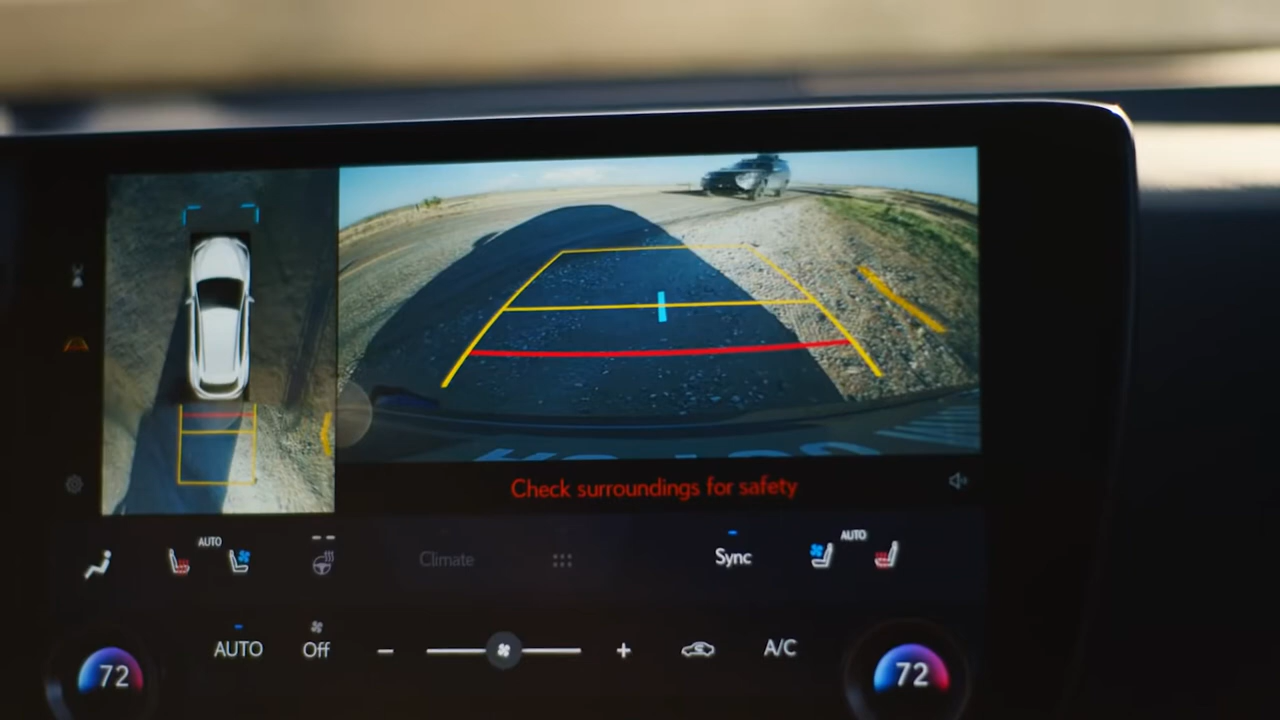 Check surroundings for safety
AUTO
AUTO
Climate
Sync
AUTO
Off
A/C
72
72